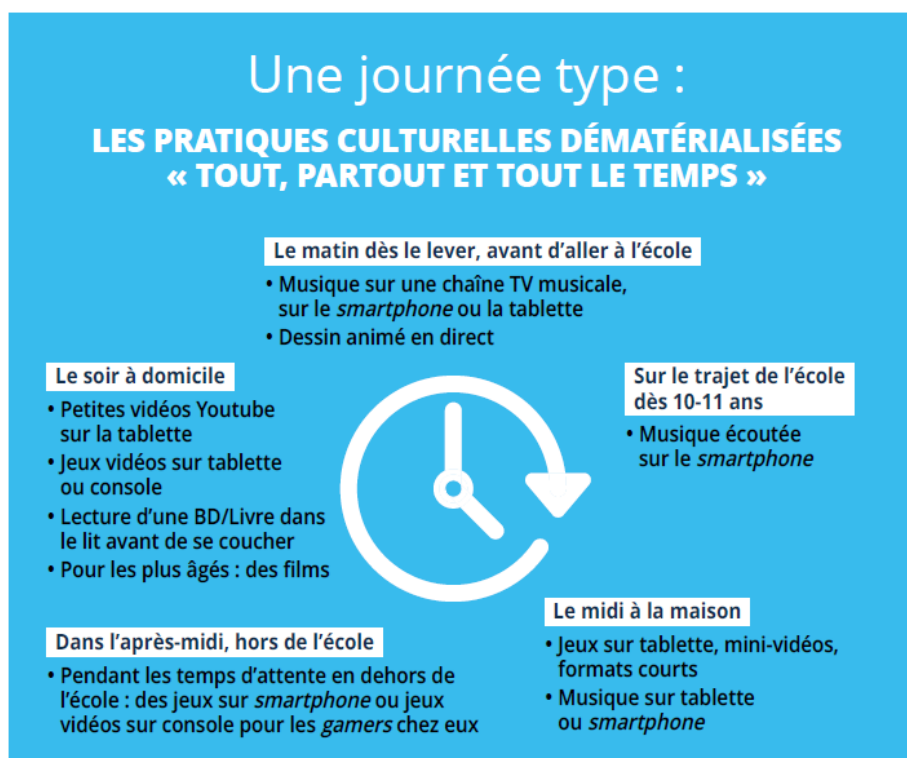 Une journée type :
LES PRATIQUES CULTURELLES DÉMATÉRIALISÉES
« TOUT, PARTOUT ET TOUT LE TEMPS »
Le matin dès le lever, avant d’aller à l’école
• Musique sur une chaîne TV musicale,
sur le smartphone ou la tablette
• Dessin animé en direct
Sur le trajet de l’école
dès 10-11 ans
• Musique écoutée
sur le smartphone
Le midi à la maison
• Jeux sur tablette, mini-vidéos,
formats courts
• Musique sur tablette
ou smartphone
Dans l’après-midi, hors de l’école
• Pendant les temps d’attente en dehors de
l’école : des jeux sur smartphone ou jeux
vidéos sur console pour les gamers chez eux
Le soir à domicile
• Petites vidéos Youtube
sur la tablette
• Jeux vidéos sur tablette
ou console
• Lecture d’une BD/Livre dans
le lit avant de se coucher
• Pour les plus âgés : des films